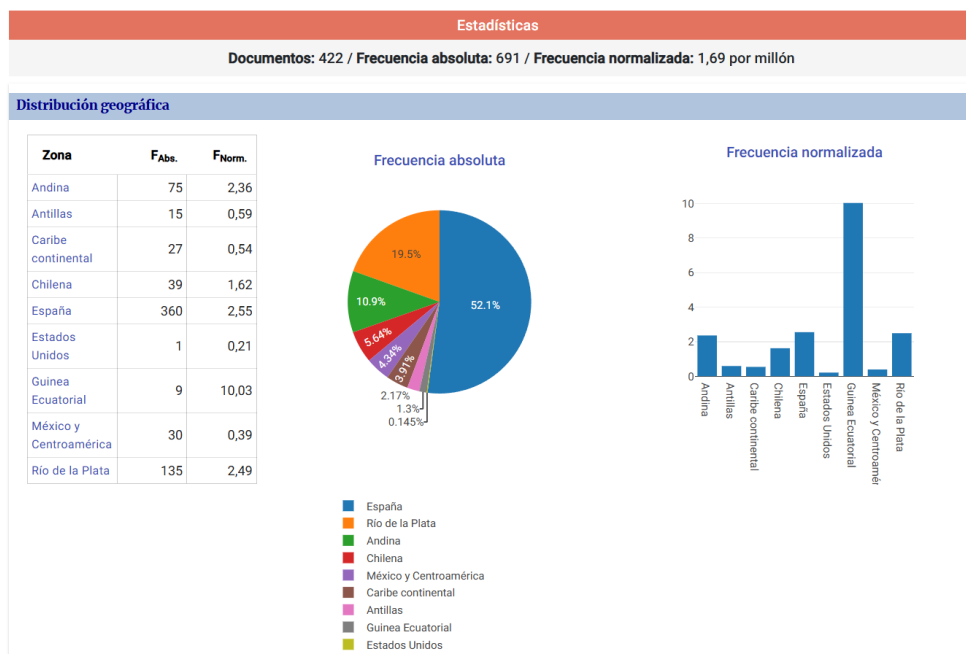 Estadísticas
Documentos: 422 / Frecuencia absoluta: 691 / Frecuencia normalizada: 1,69 por millón
Distribución geográfica
Zona FAbs. FNorm.
Andina 75 2,36
Antillas 15 0,59
Caribe
continental 27 0,54
Chilena 39 1,62
España 360 2,55
Estados
Unidos 1 0,21
Guinea
Ecuatorial 9 10,03
México y
Centroamérica 30 0,39
Río de la Plata 135 2,49
Frecuencia absoluta
52.1%
19.5%
10.9%
5.64%
4.34%
3.91%
2.17%
1.3%
0.145%
España
Río de la Plata
Andina
Chilena
México y Centroamérica
Caribe continental
Antillas
Guinea Ecuatorial
Estados Unidos
Frecuencia normalizada
10
8
6
4
2
0
Andina
Antillas
Caribe continental
Chilena
España
Estados Unidos
Guinea Ecuatorial
México y Centroamér
Río de la Plata